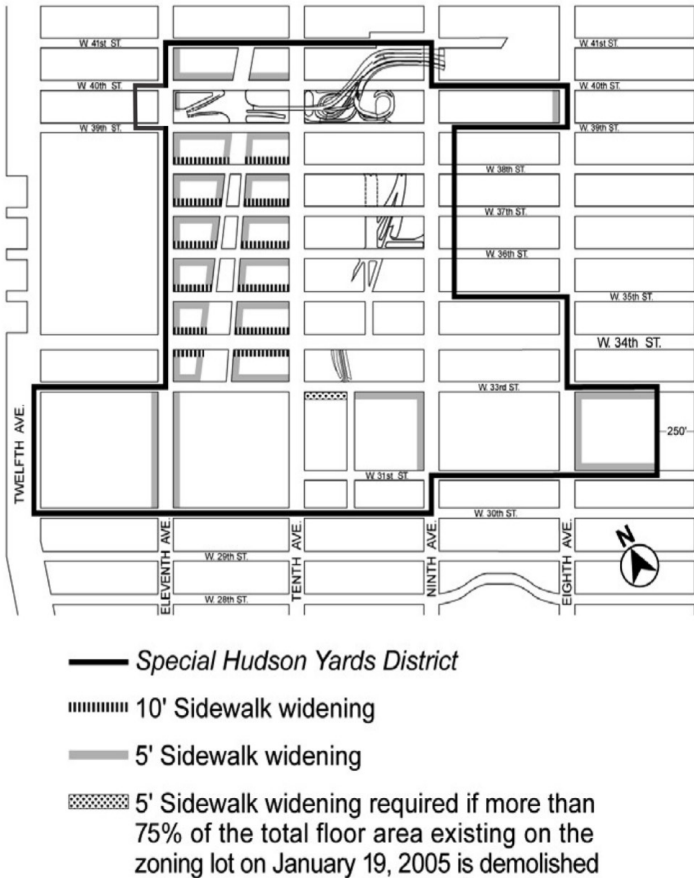 W. 41st ST.
W. 41st ST.
W. 40th ST.
W. 40th ST.
W. 39th ST.
W. 39th ST.
W. 38th ST.
W. 37th ST.
W. 36th ST.
W. 35th ST.
W. 34th ST.
W. 33rd ST.
250'
W. 31st ST.
W. 30th ST.
W. 29th ST.
W. 28th ST.
TWELFTH AVE.
ELEVENTH AVE.
TENTH AVE.
NINTH AVE.
EIGHTH AVE.
N
Special Hudson Yards District
10' Sidewalk widening
5' Sidewalk widening
5' Sidewalk widening required if more than
75% of the total floor area existing on the
zoning lot on January 19, 2005 is demolished